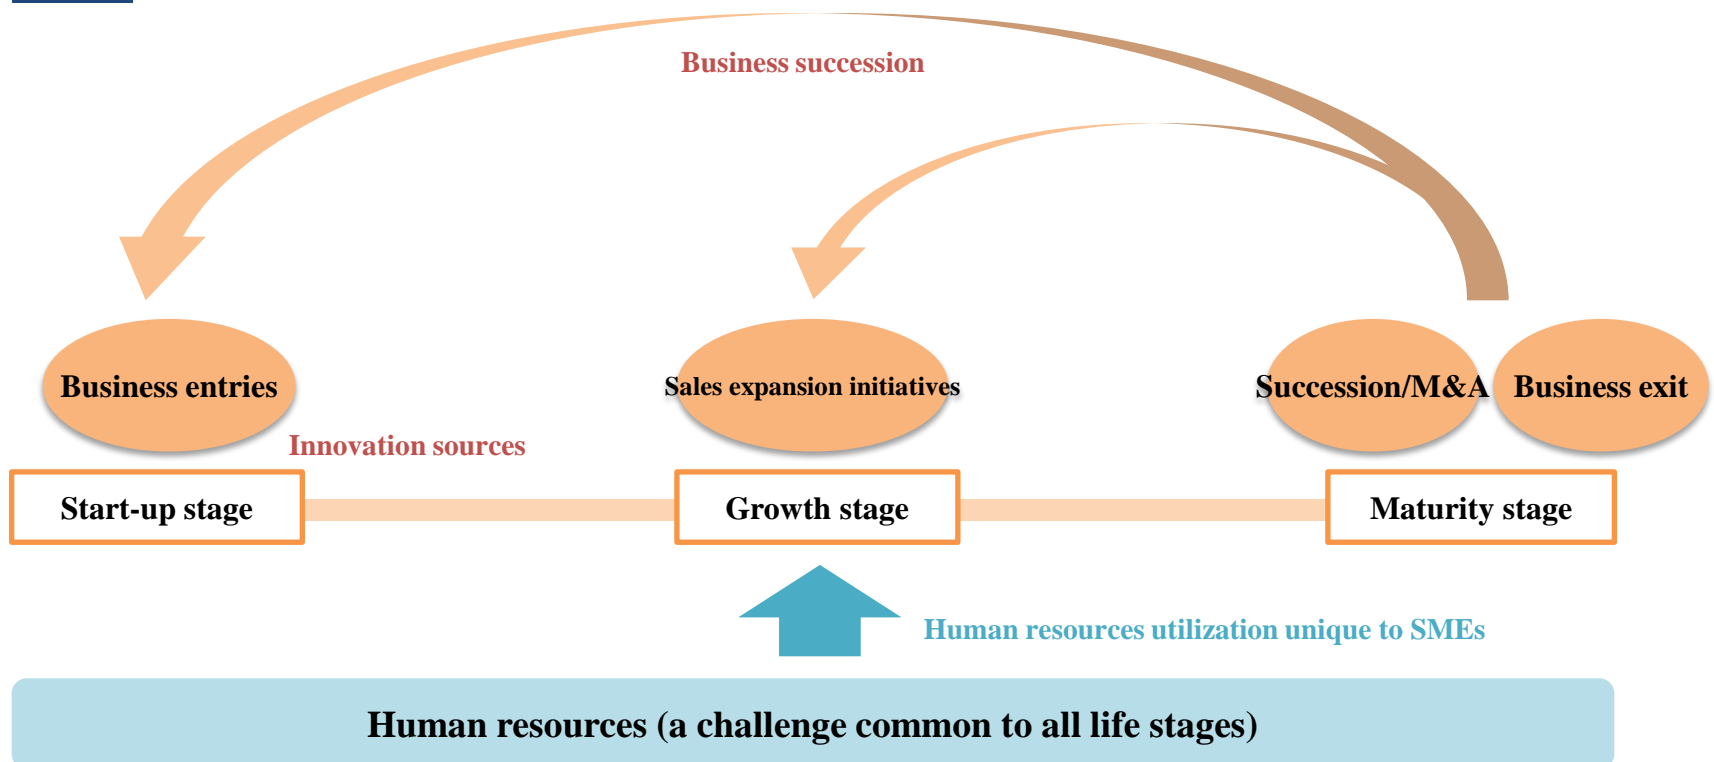 Business succession
Business entries
Sales expansion initiatives
Succession/M&A
Business exit
Innovation sources
Start-up stage
Growth stage
Maturity stage
Human resources utilization unique to SMEs
Human resources (a challenge common to all life stages)